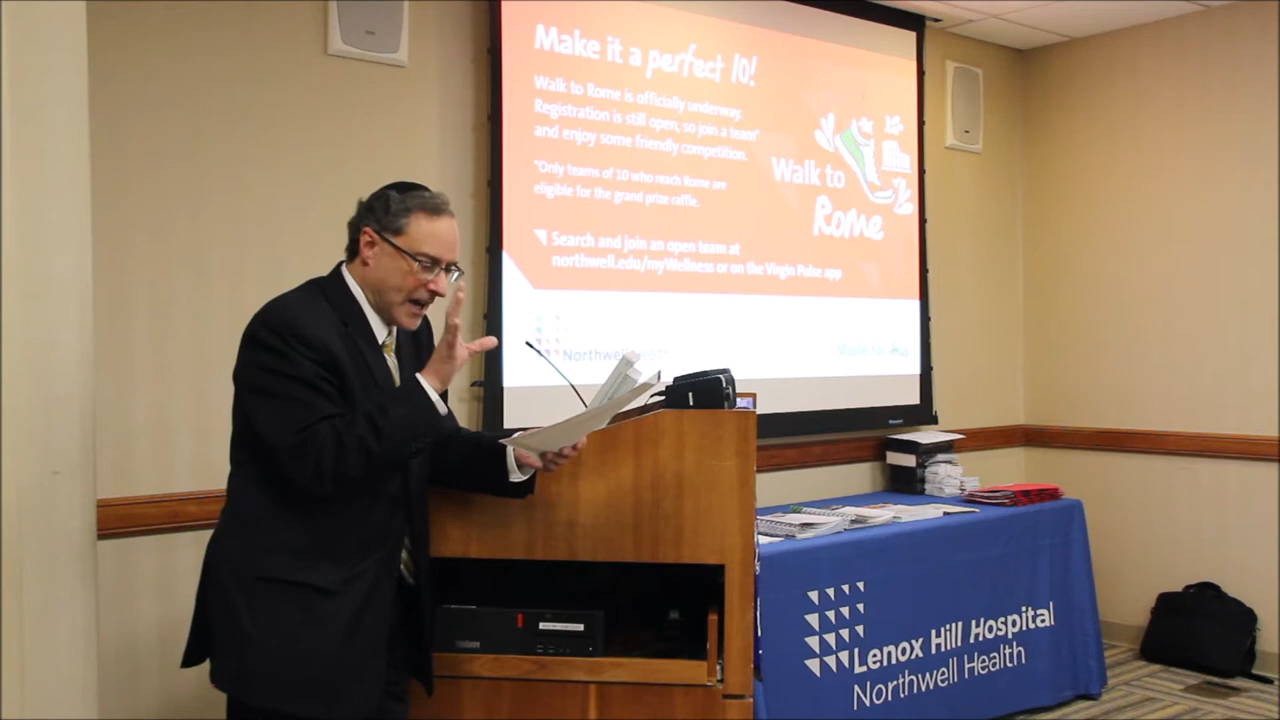 Make it a perfect 10!
Walk to Rome is officially underway.
Registration is still open, so join a team*
and enjoy some friendly competition.
*Only teams of 10 who reach Rome are
eligible for the grand prize raffle.
Search and join an open team at
northwell.edu/myWellness or on the Virgin Pulse app
Walk to
Rome
Northwell Health
Lenox Hill Hospital
Northwell Health